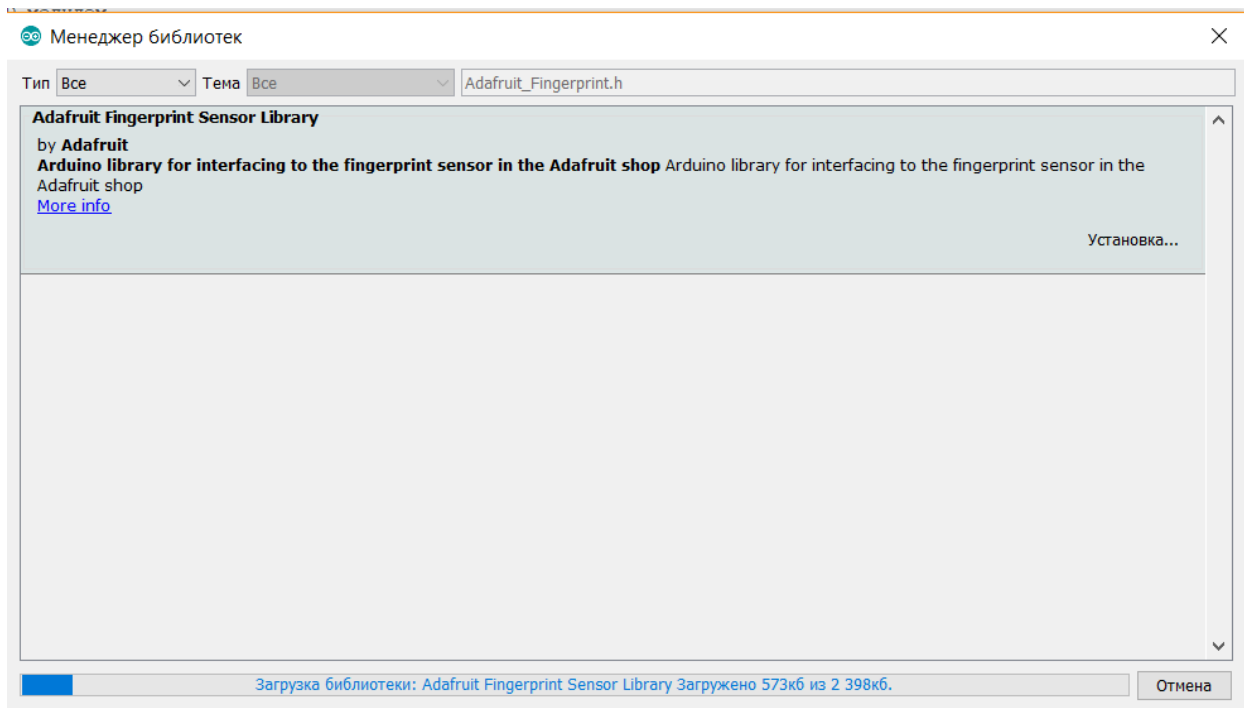 Менеджер библиотек
Тип Все Тема Все Adafruit_Fingerprint.h
Adafruit Fingerprint Sensor Library
by Adafruit
Arduino library for interfacing to the fingerprint sensor in the Adafruit shop Arduino library for interfacing to the fingerprint sensor in the
Adafruit shop
More info
Установка...
Загрузка библиотеки: Adafruit Fingerprint Sensor Library Загружено 573кб из 2 398кб.
Отмена